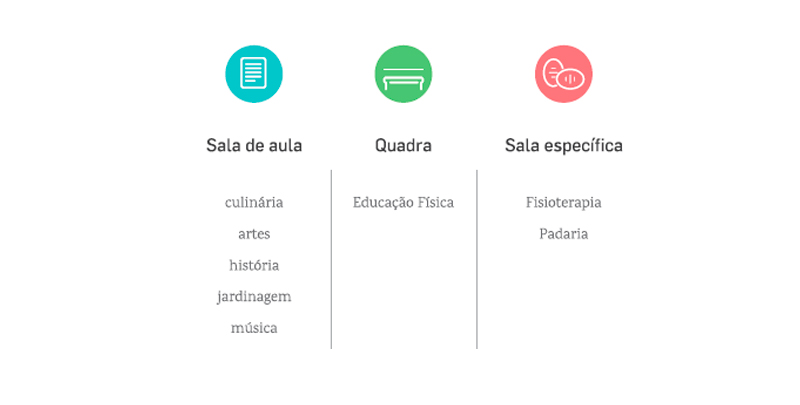 Sala de aula
culinária
artes
história
jardinagem
música
Quadra
Educação Física
Sala específica
Fisioterapia
Padaria